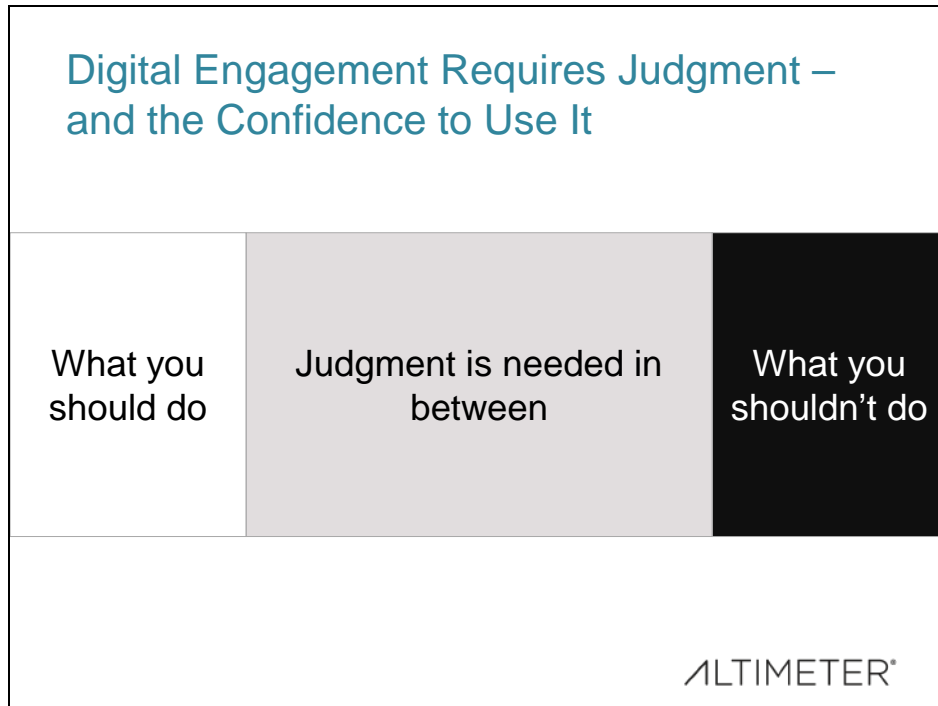 Digital Engagement Requires Judgment –
and the Confidence to Use It
What you
should do
Judgment is needed in
between
What you
shouldn’t do
ALTIMETER®